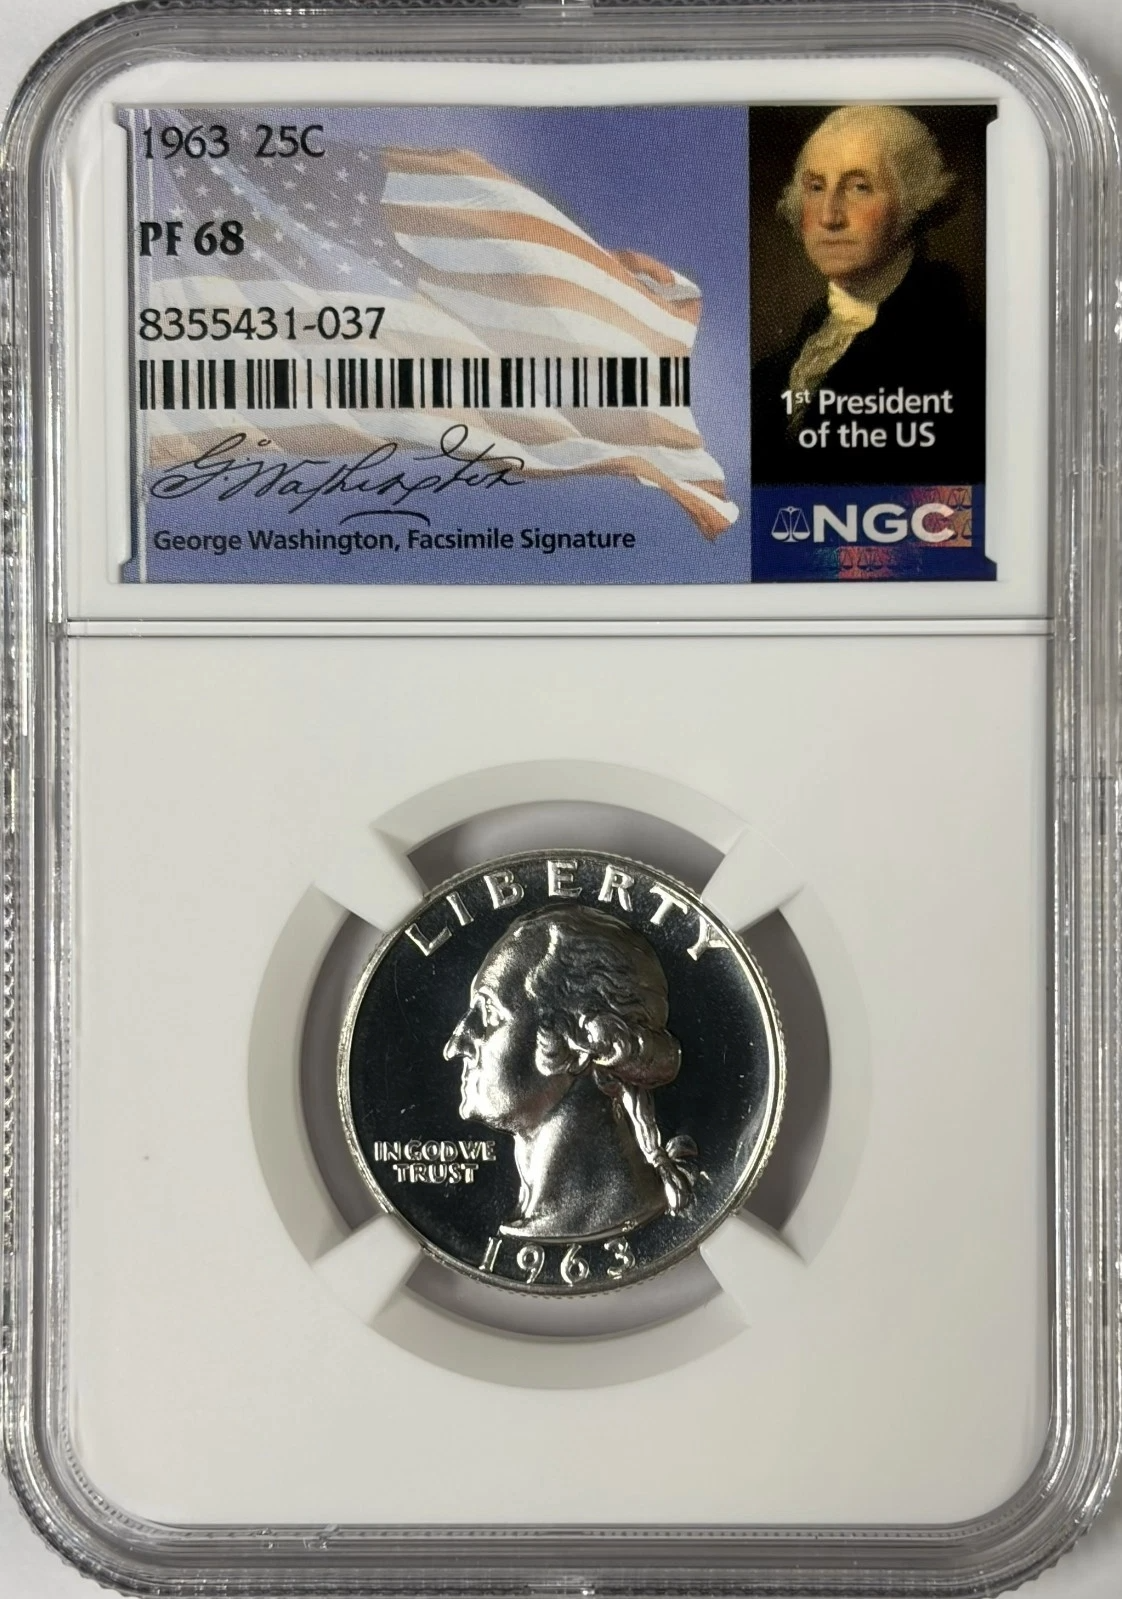 1963 25C
PF 68
8355431-037
G. Washington
George Washington, Facsimile Signature
1st President
of the US
NGC
LIBERTY
IN GOD WE
TRUST
1963